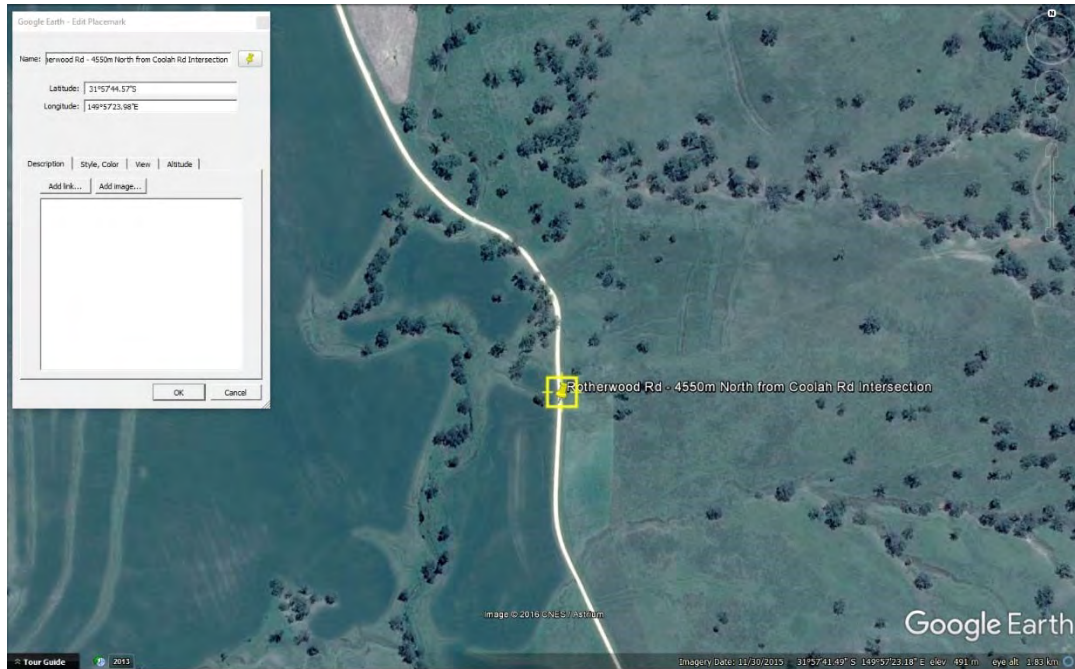 Google Earth - Edit Placemark
Name: erwood Rd - 4550m North from Coolah Rd Intersection
Latitude: 31°57'44.57"S
Longitude: 149°57'23.98"E
Description Style, Color View Altitude
Add link... Add image...
OK Cancel
N
Rotherwood Rd - 4550m North from Coolah Rd Intersection
Image © 2016 CNES / Astrium
Google Earth
Tour Guide 2013 Imagery Date: 11/30/2015 31°57'41.49" S 149°57'23.18" E elev 491 m eye alt 1.83 km